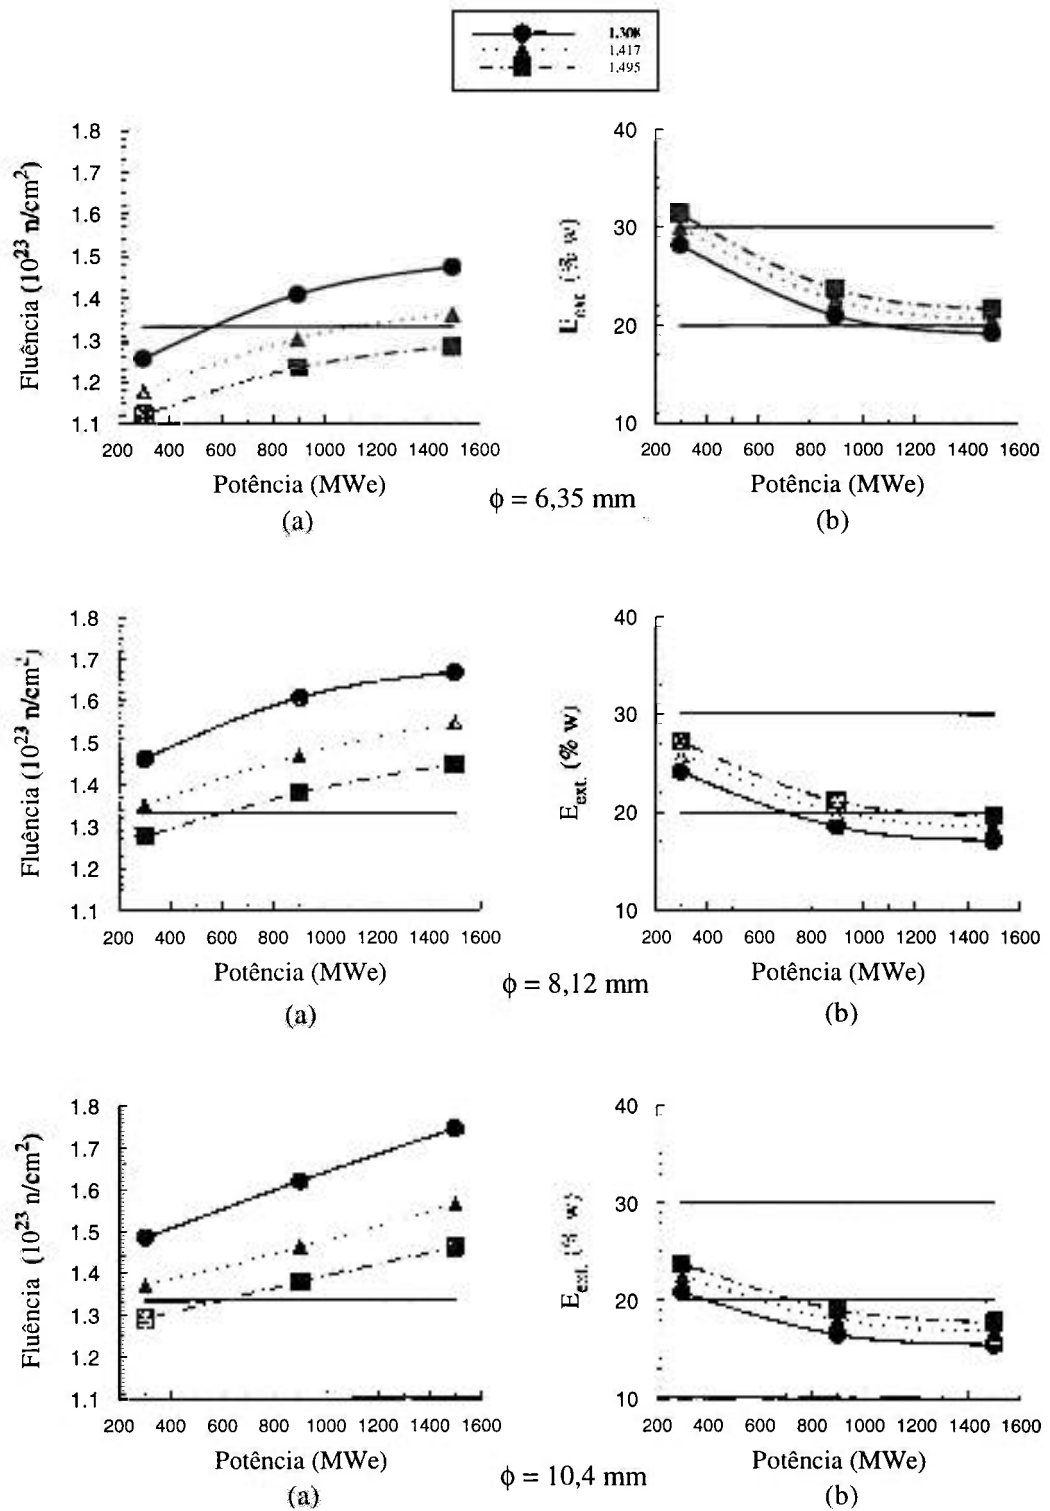 1,308
1,417
1,495
1.8
1.7
1.6
1.5
1.4
1.3
1.2
1.1
Fluência (10²³ n/cm²)
200 400 600 800 1000 1200 1400 1600
Potência (MWe)
(a)
40
30
20
10
E ext (% w)
200 400 600 800 1000 1200 1400 1600
Potência (MWe)
(b)
ϕ = 6,35 mm
1.8
1.7
1.6
1.5
1.4
1.3
1.2
1.1
Fluência (10²³ n/cm²)
200 400 600 800 1000 1200 1400 1600
Potência (MWe)
(a)
40
30
20
10
E ext. (% w)
200 400 600 800 1000 1200 1400 1600
Potência (MWe)
(b)
ϕ = 8,12 mm
1.8
1.7
1.6
1.5
1.4
1.3
1.2
1.1
Fluência (10²³ n/cm²)
200 400 600 800 1000 1200 1400 1600
Potência (MWe)
(a)
40
30
20
10
E ext. (% w)
200 400 600 800 1000 1200 1400 1600
Potência (MWe)
(b)
ϕ = 10,4 mm